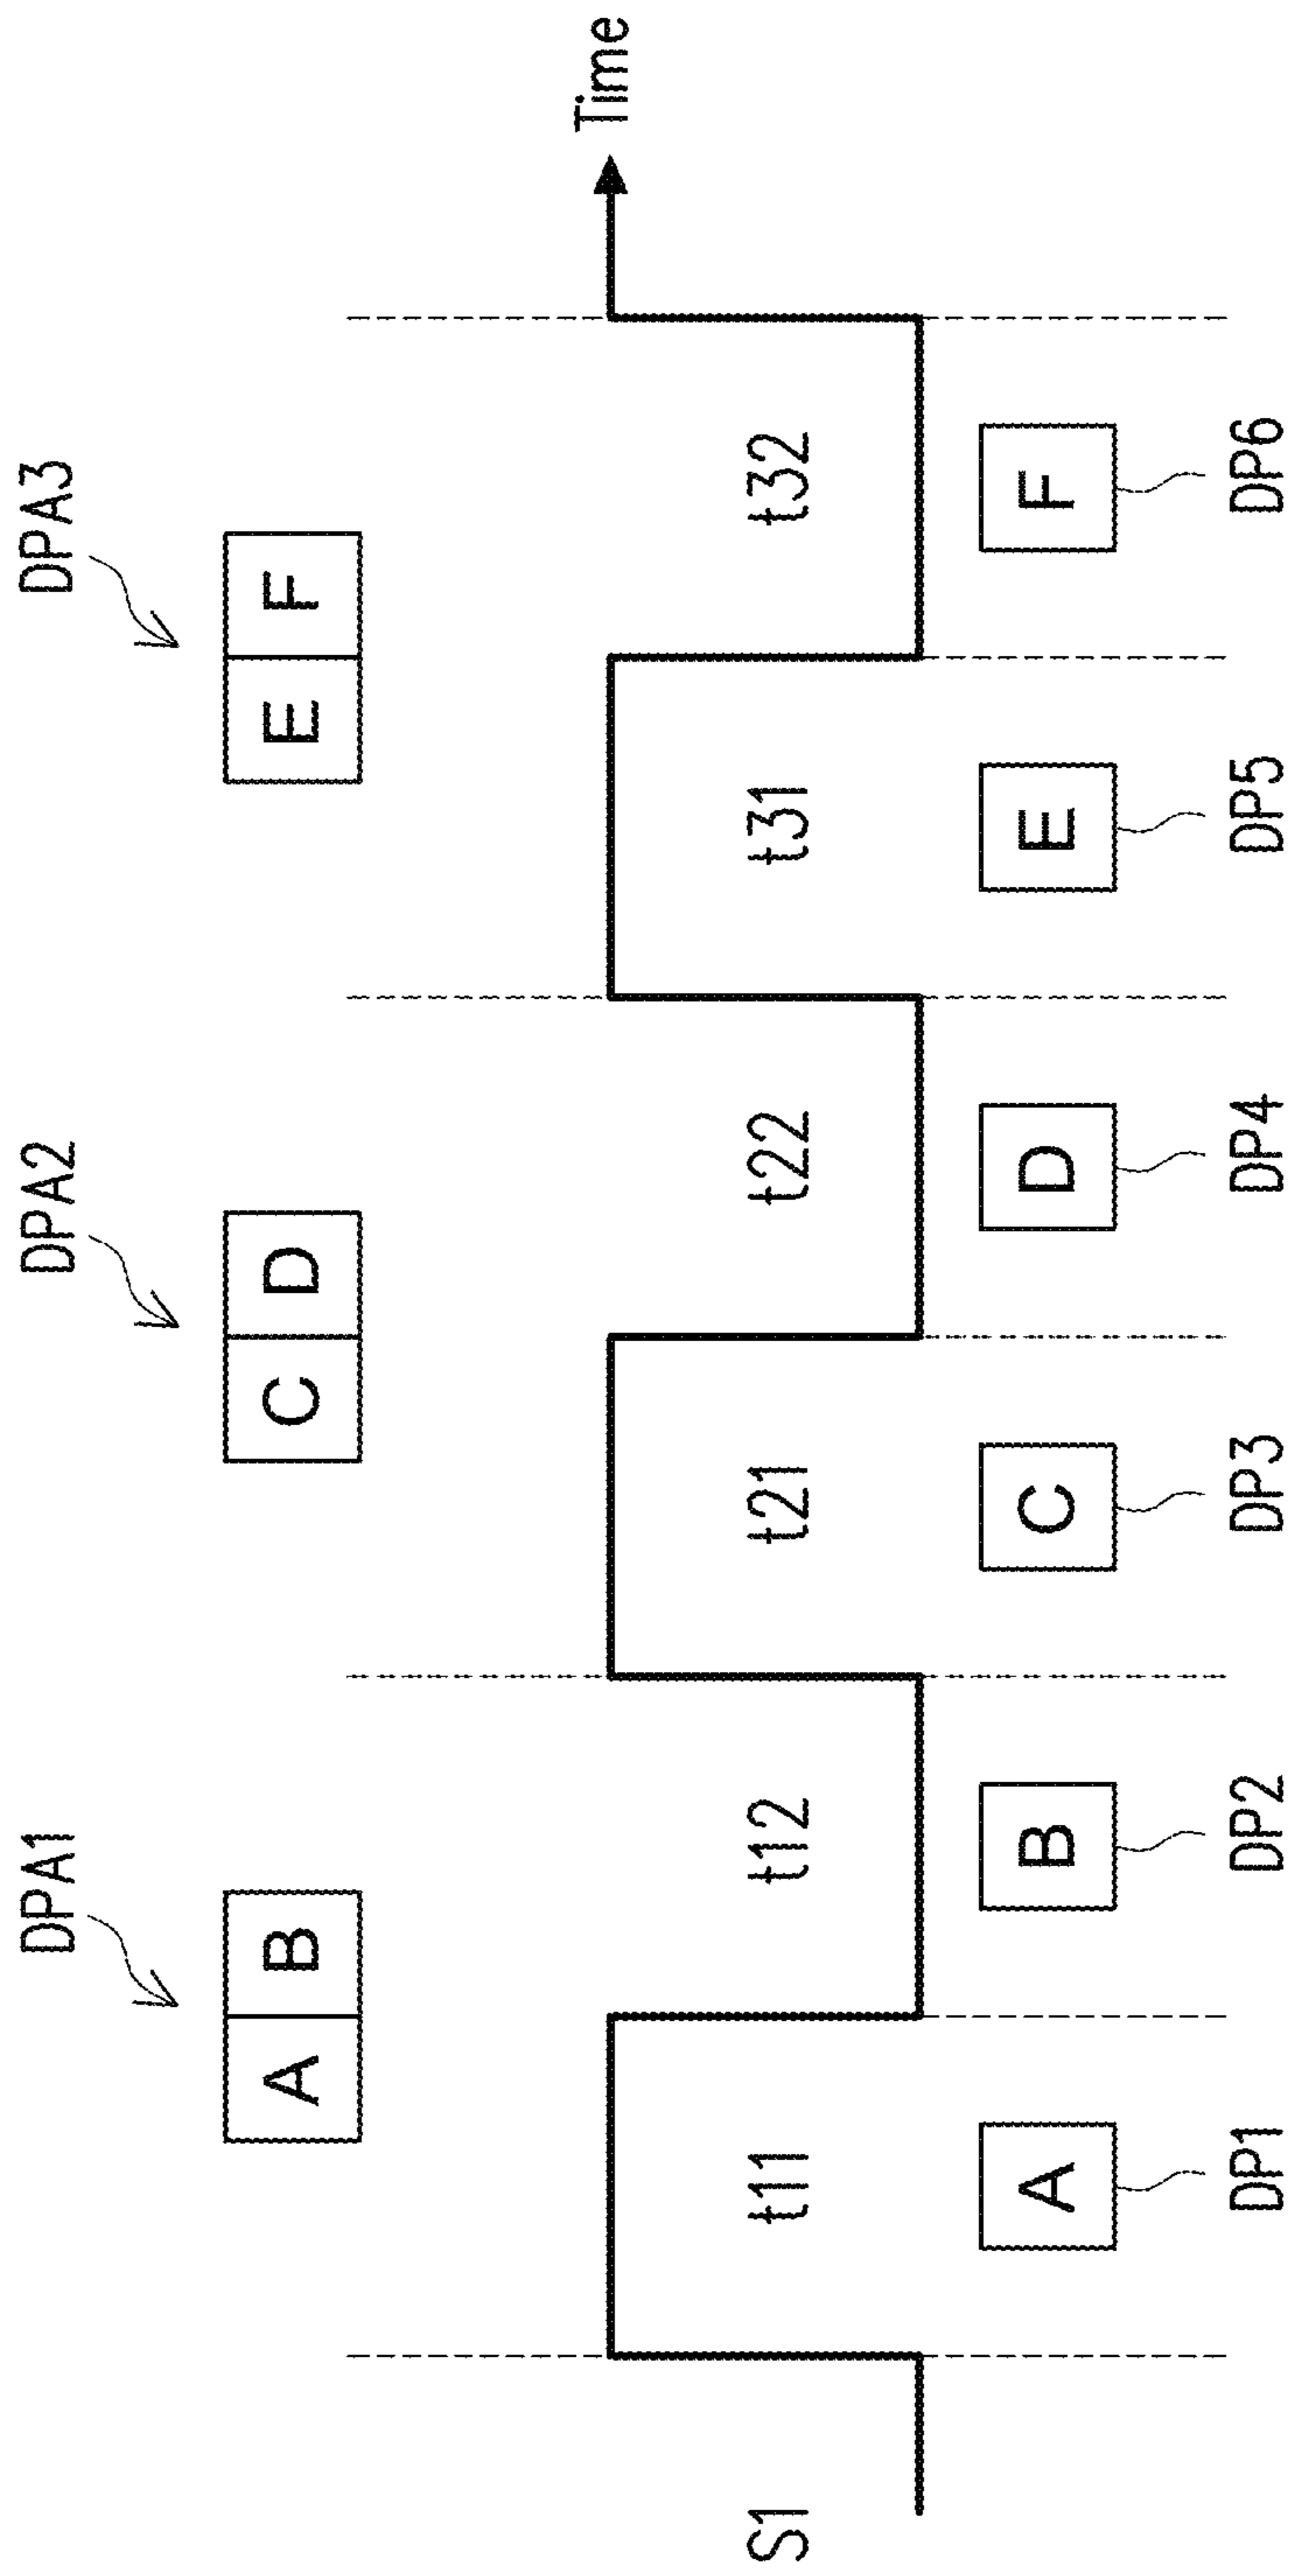 DPA1 DPA2 DPA3
A B C D E F
Time
S1 t11 t12 t21 t22 t31 t32
A B C D E F
DP1 DP2 DP3 DP4 DP5 DP6